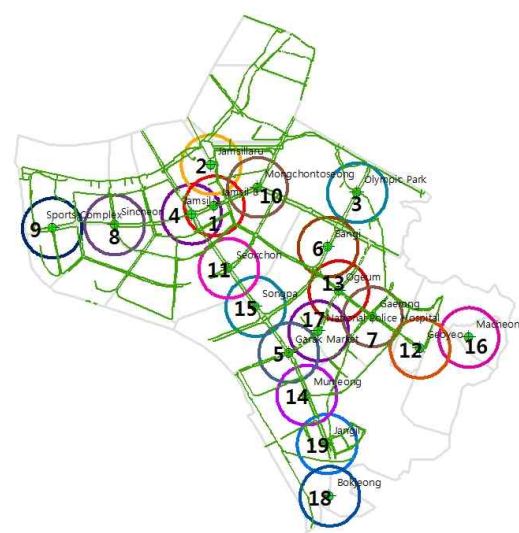 Jamsillaru
2
Mongchontoseong
10
Olympic Park
3
Jamsil
4
Jamsil
1
Sports Complex
9
Sincheon
8
Bangi
6
Seokchon
11
Ogeum
13
Songpa
15
Gaerong
7
National Police Hospital
17
Garak Market
5
Geoyeo
12
Macheon
16
Munjeong
14
Jangji
19
Bokjeong
18